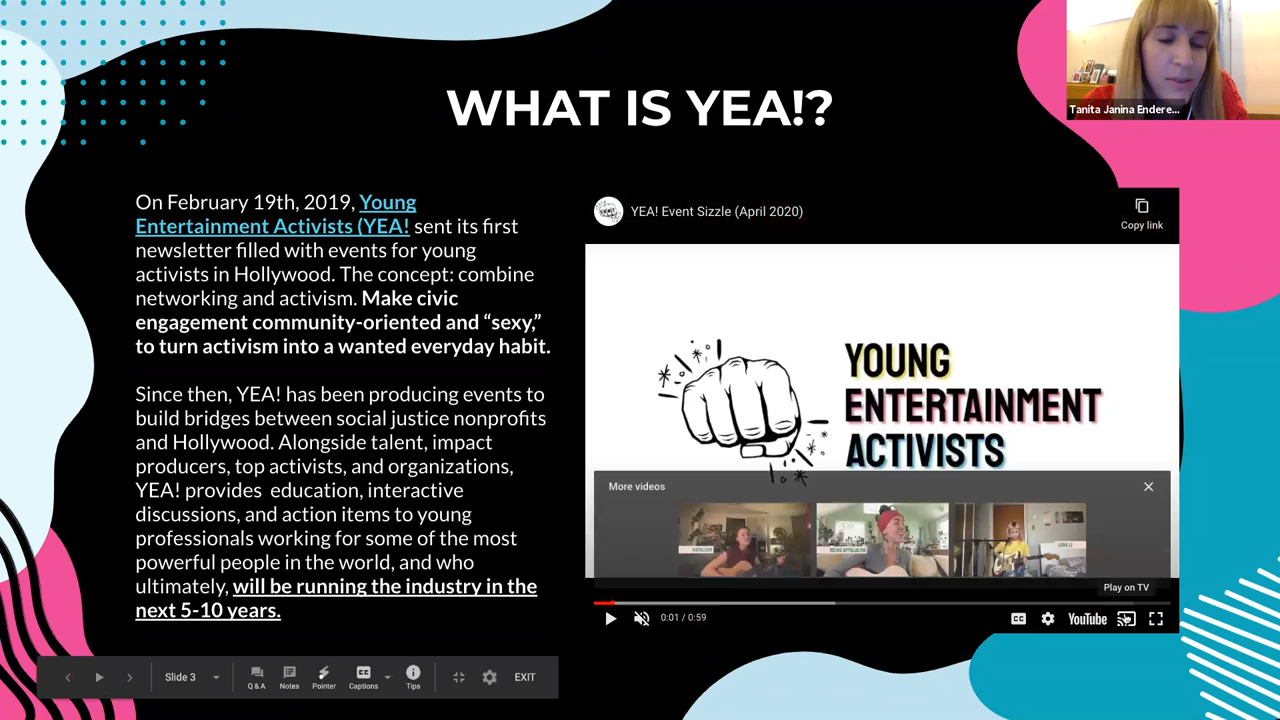 WHAT IS YEA!?
Tanita Janina Endere...
On February 19th, 2019, Young
Entertainment Activists (YEA! sent its first
newsletter filled with events for young
activists in Hollywood. The concept: combine
networking and activism. Make civic
engagement community-oriented and “sexy,”
to turn activism into a wanted everyday habit.
Since then, YEA! has been producing events to
build bridges between social justice nonprofits
and Hollywood. Alongside talent, impact
producers, top activists, and organizations,
YEA! provides education, interactive
discussions, and action items to young
professionals working for some of the most
powerful people in the world, and who
ultimately, will be running the industry in the
next 5-10 years.
YEA! Event Sizzle (April 2020)
Copy link
YOUNG
ENTERTAINMENT
ACTIVISTS
More videos
KATHLEEN
Play on TV
0:01 / 0:59
CC
YouTube
Slide 3
Q & A
Notes
Pointer
CC
Captions
Tips
EXIT